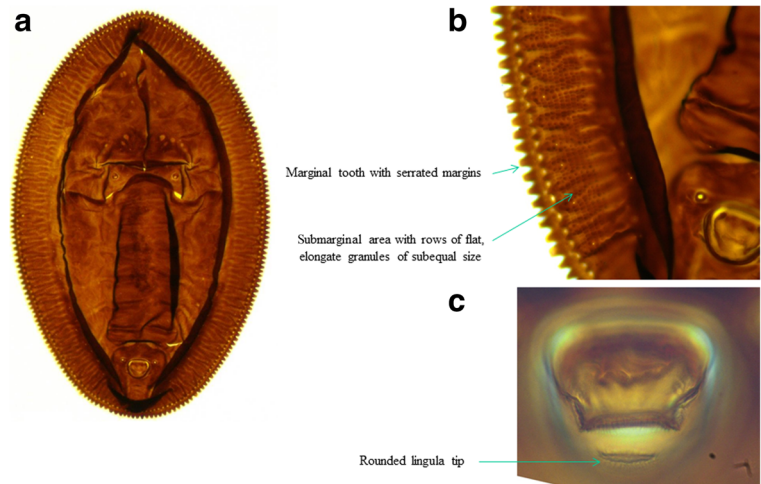 a
b
Marginal tooth with serrated margins
Submarginal area with rows of flat,
elongate granules of subequal size
c
Rounded lingula tip